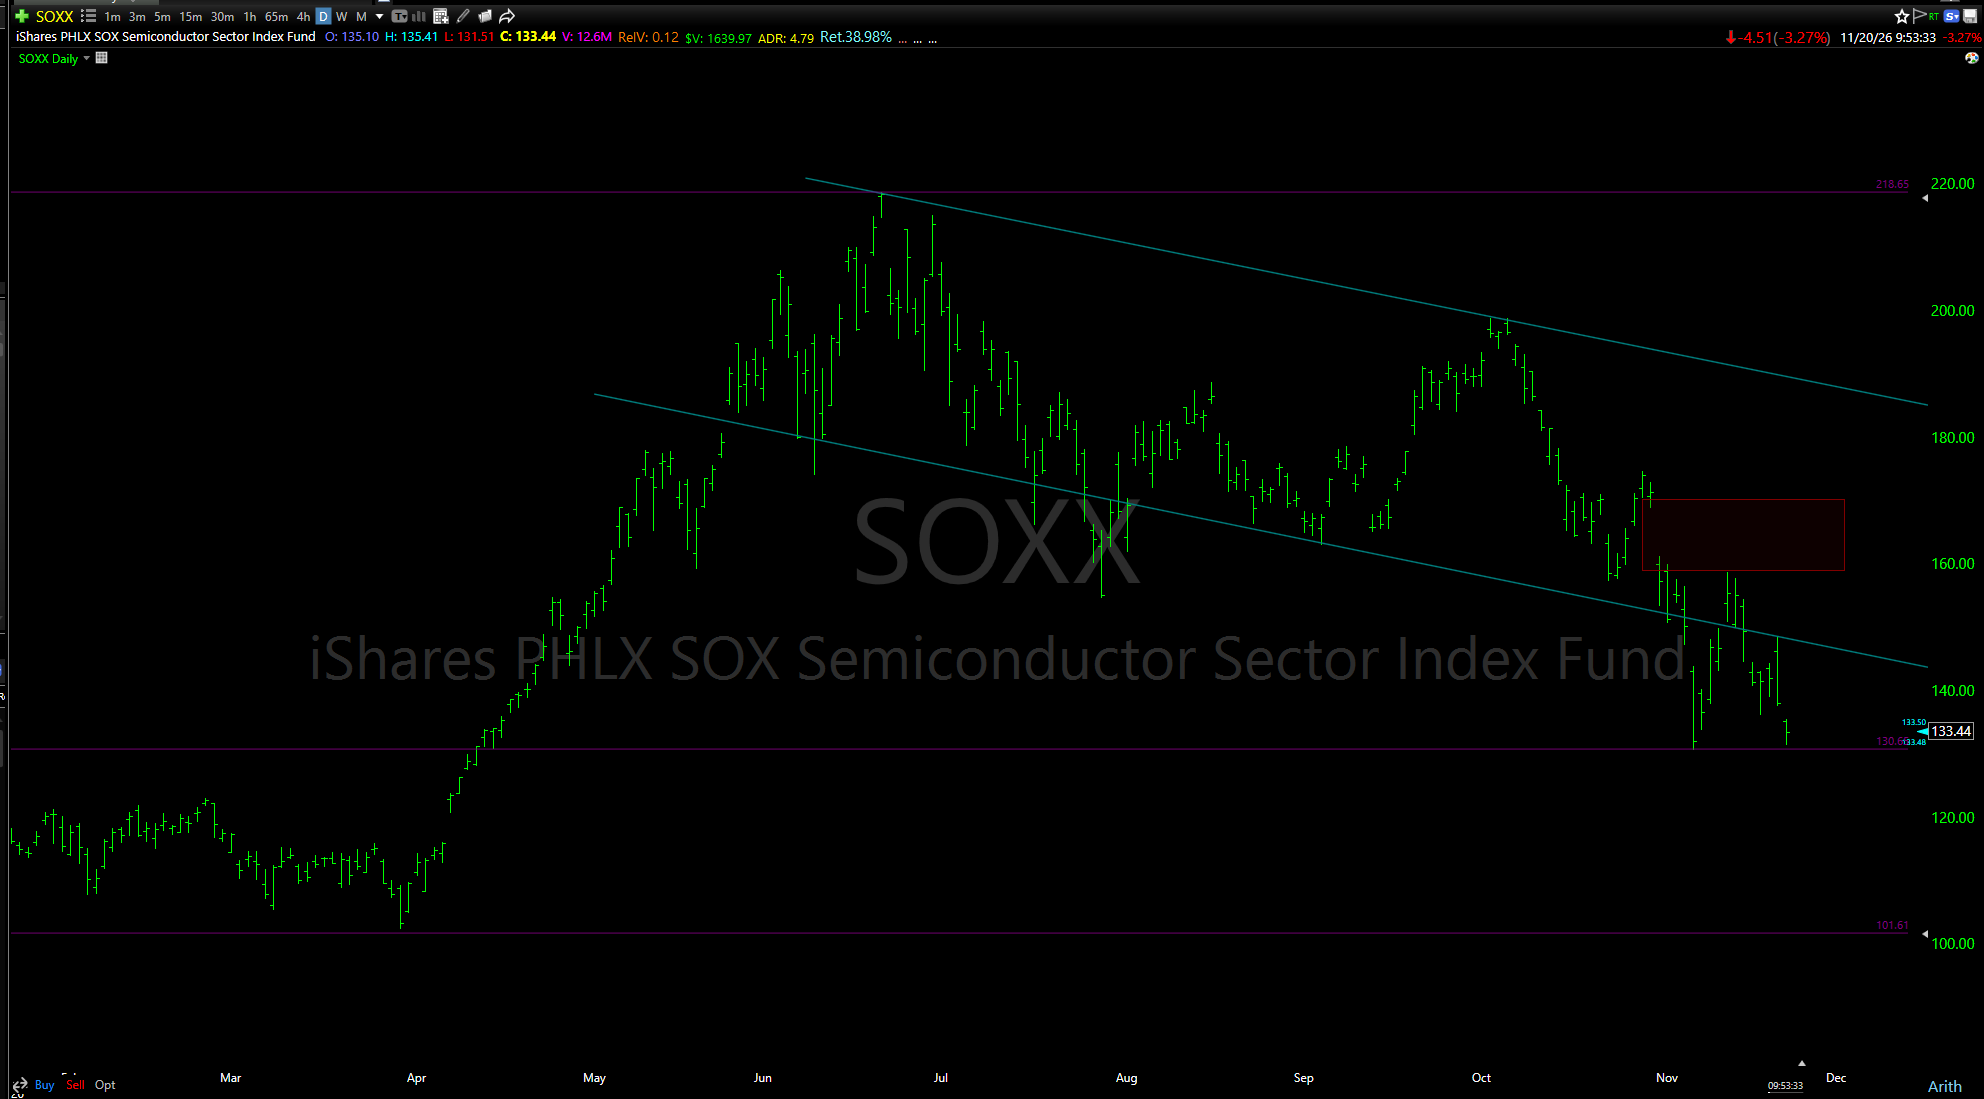 SOXX 1m 3m 5m 15m 30m 1h 65m 4h D W M RT
iShares PHLX SOX Semiconductor Sector Index Fund O: 135.10 H: 135.41 L: 131.51 C: 133.44 V: 12.6M RelV: 0.12 $V: 1639.97 ADR: 4.79 Ret.38.98% ... ... ... -4.51(-3.27%) 11/20/26 9:53:33 -3.27%
SOXX Daily
218.65
220.00
200.00
180.00
160.00
140.00
120.00
100.00
SOXX
iShares PHLX SOX Semiconductor Sector Index Fund
133.50
133.44
133.48
101.61
Mar Apr May Jun Jul Aug Sep Oct Nov Dec
Buy Sell Opt
09:53:33
Arith